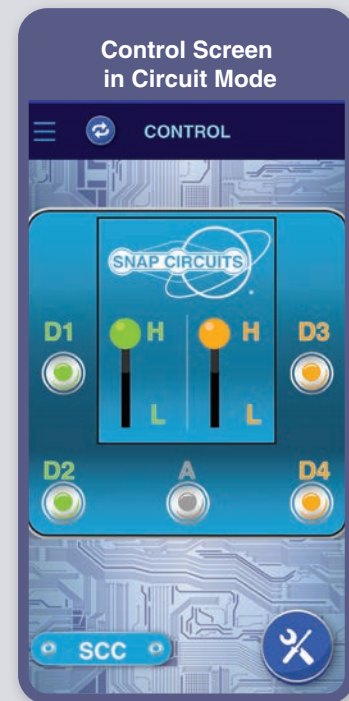 Control Screen
in Circuit Mode
CONTROL
SNAP CIRCUITS
D1 H H D3
L L
D2 A D4
SCC